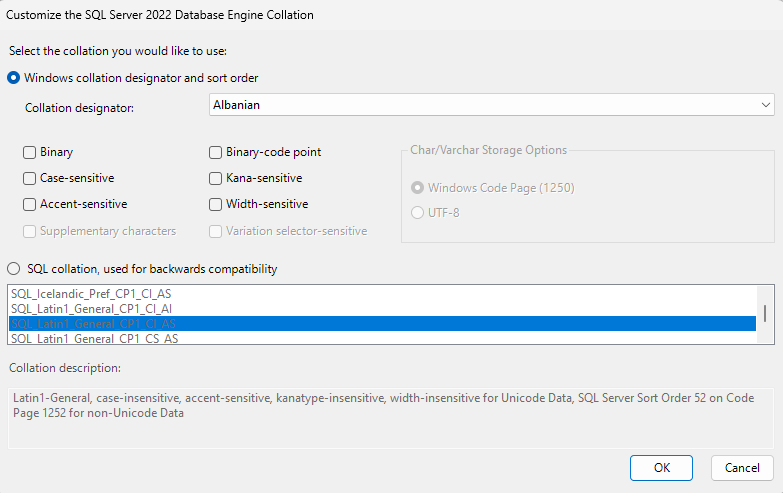 Customize the SQL Server 2022 Database Engine Collation
Select the collation you would like to use:
Windows collation designator and sort order
Collation designator:
Albanian
Binary
Binary-code point
Char/Varchar Storage Options
Case-sensitive
Kana-sensitive
Windows Code Page (1250)
Accent-sensitive
Width-sensitive
UTF-8
Supplementary characters
Variation selector-sensitive
SQL collation, used for backwards compatibility
SQL_Icelandic_Pref_CP1_CI_AS
SQL_Latin1_General_CP1_CI_AI
SQL_Latin1_General_CP1_CI_AS
SQL_Latin1_General_CP1_CS_AS
Collation description:
Latin1-General, case-insensitive, accent-sensitive, kanatype-insensitive, width-insensitive for Unicode Data, SQL Server Sort Order 52 on Code
Page 1252 for non-Unicode Data
OK
Cancel